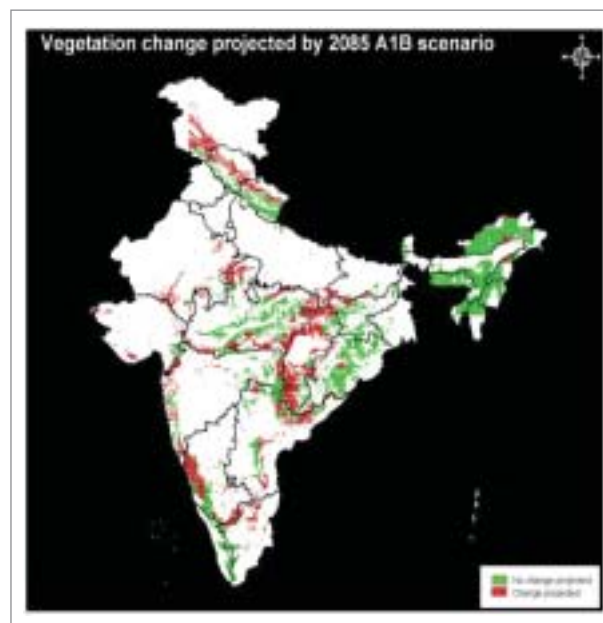 Vegetation change projected by 2085 A1B scenario
No change projected
Change projected